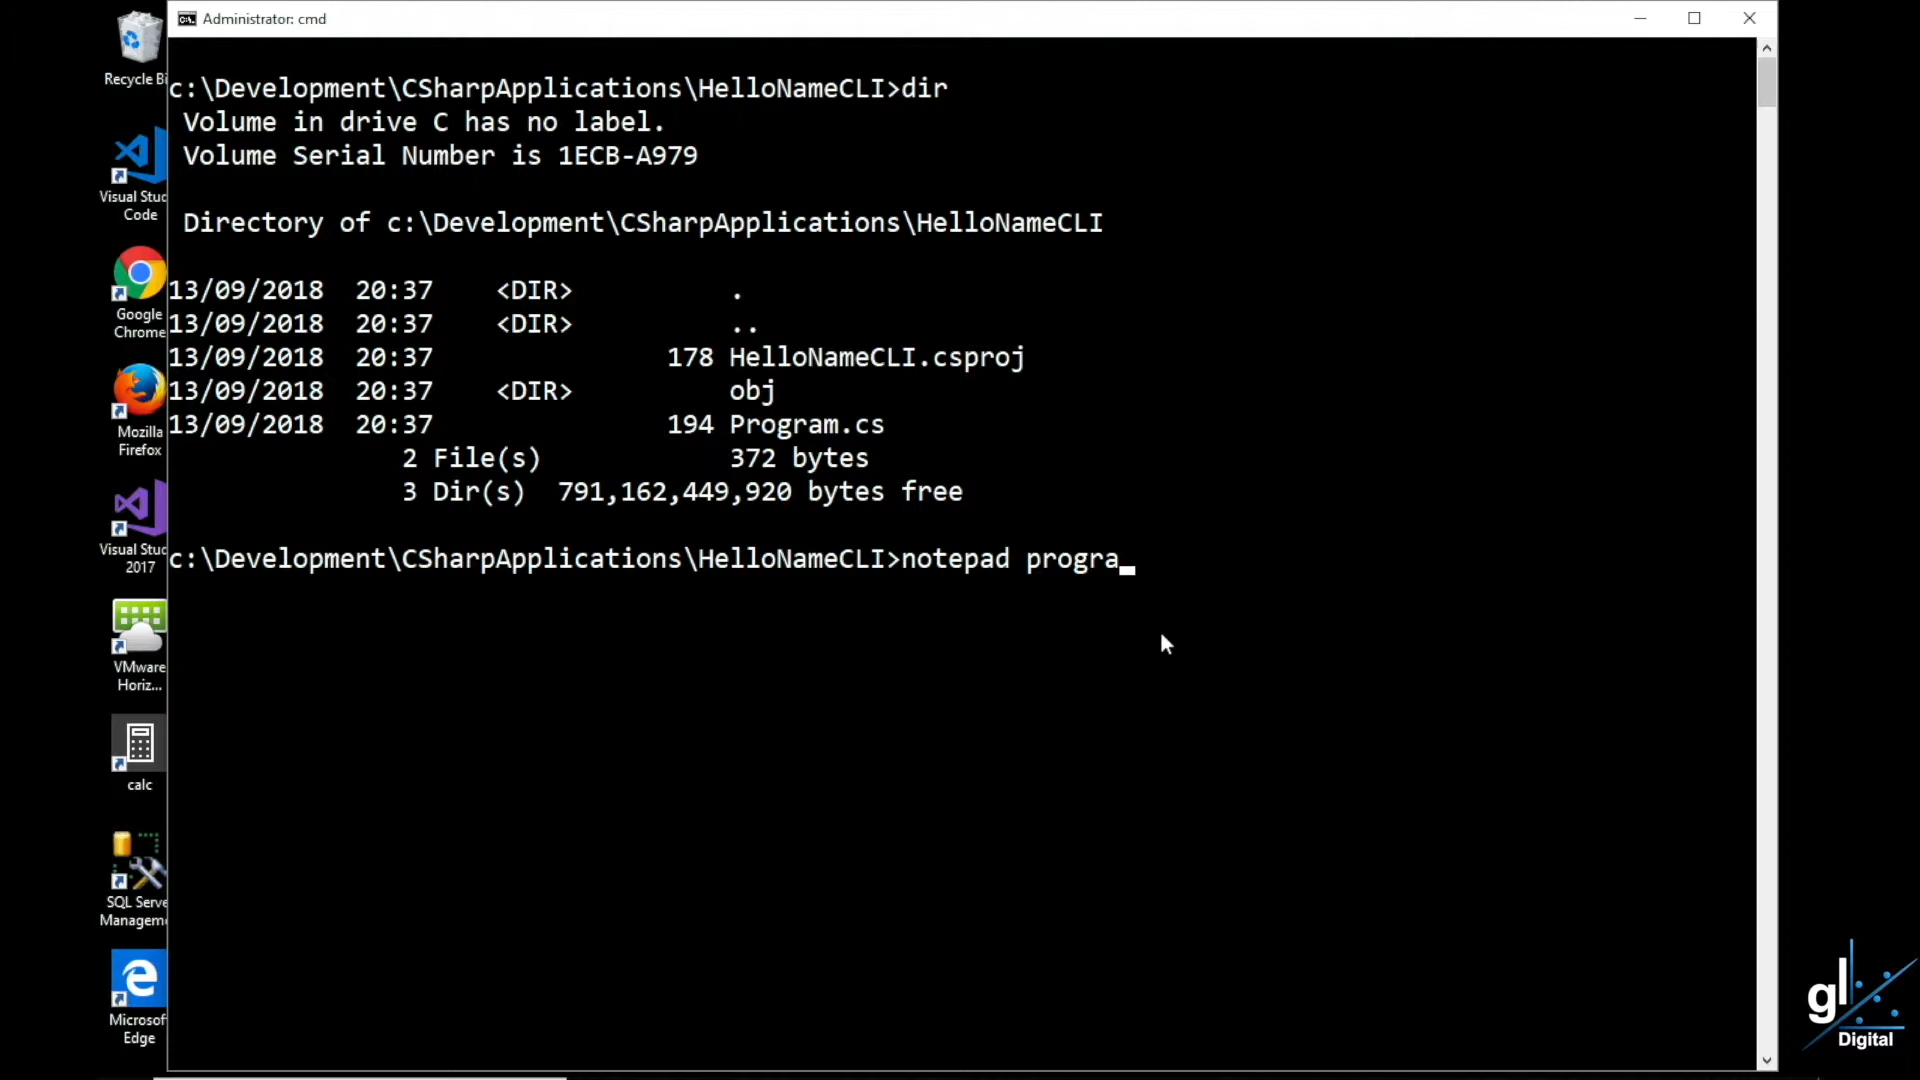 Administrator: cmd
c:\Development\CSharpApplications\HelloNameCLI>dir
Volume in drive C has no label.
Volume Serial Number is 1ECB-A979
Directory of c:\Development\CSharpApplications\HelloNameCLI
13/09/2018 20:37 <DIR> .
13/09/2018 20:37 <DIR> ..
13/09/2018 20:37 178 HelloNameCLI.csproj
13/09/2018 20:37 <DIR> obj
13/09/2018 20:37 194 Program.cs
2 File(s) 372 bytes
3 Dir(s) 791,162,449,920 bytes free
c:\Development\CSharpApplications\HelloNameCLI>notepad progra_
Recycle Bi
Visual Stud
Code
Google
Chrome
Mozilla
Firefox
Visual Stud
2017
VMware
Horiz...
calc
SQL Serve
Managem
Microsof
Edge
gl
Digital